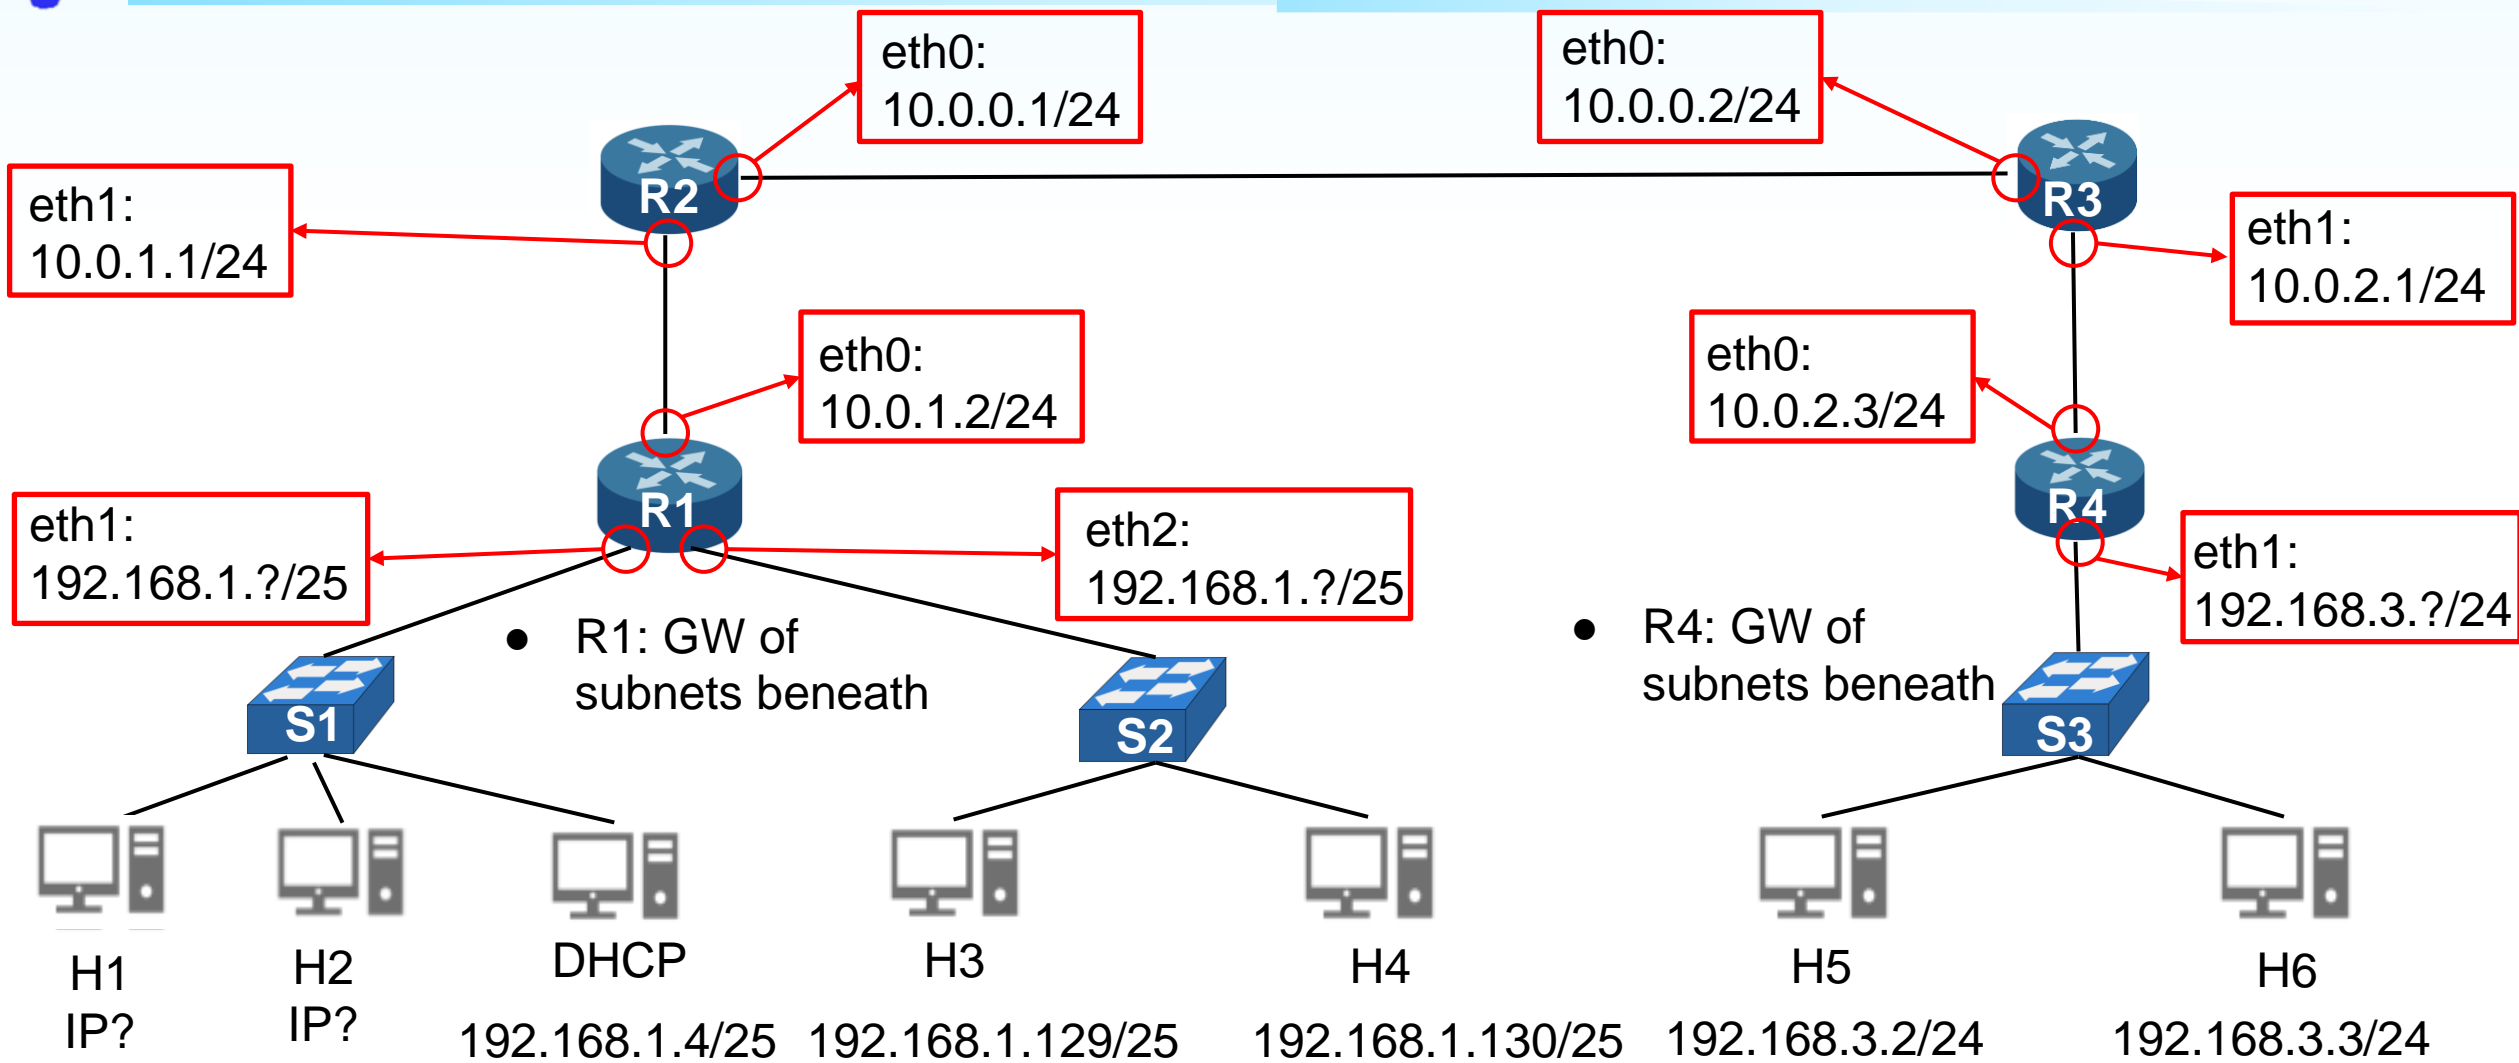 eth0:
10.0.0.1/24
eth0:
10.0.0.2/24
R2
R3
eth1:
10.0.1.1/24
eth1:
10.0.2.1/24
eth0:
10.0.1.2/24
eth0:
10.0.2.3/24
R1
R4
eth1:
192.168.1.?/25
eth2:
192.168.1.?/25
eth1:
192.168.3.?/24
● R1: GW of
subnets beneath
● R4: GW of
subnets beneath
S1
S2
S3
H1
IP?
H2
IP?
DHCP
192.168.1.4/25
H3
192.168.1.129/25
H4
192.168.1.130/25
H5
192.168.3.2/24
H6
192.168.3.3/24